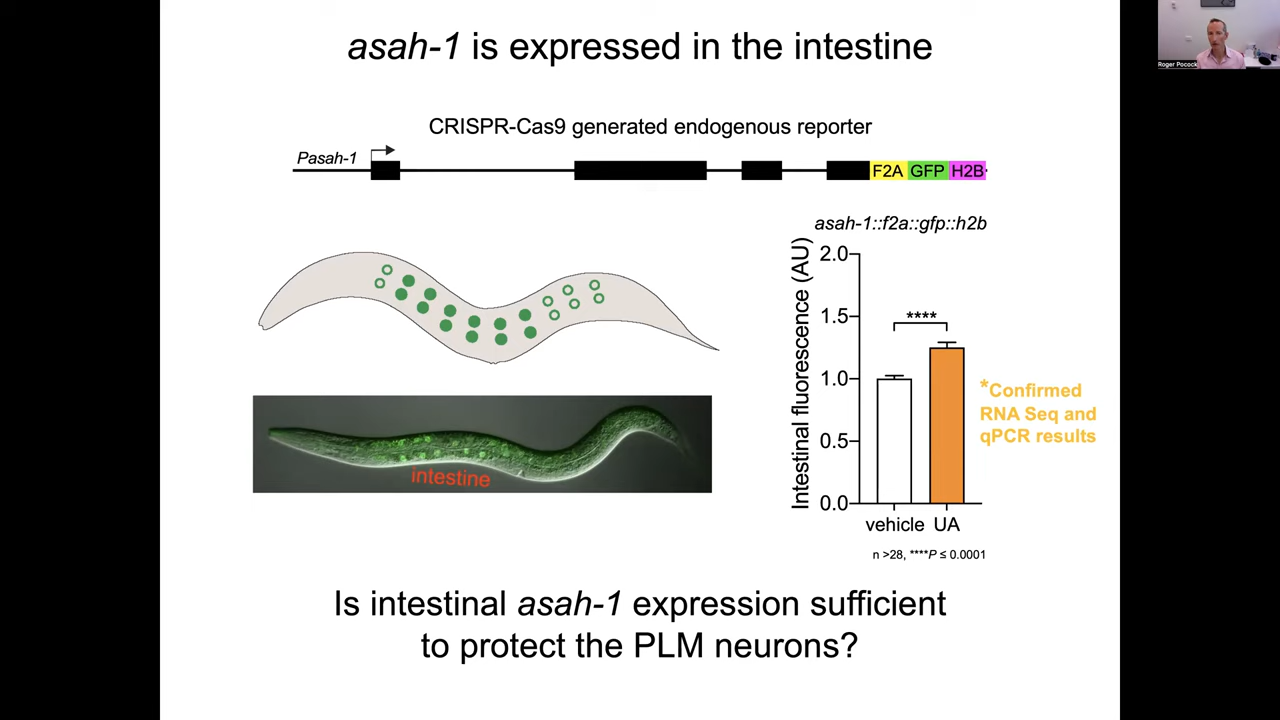 asah-1 is expressed in the intestine
Roger Pocock
CRISPR-Cas9 generated endogenous reporter
Pasah-1
F2A GFP H2B
asah-1::f2a::gfp::h2b
Intestinal fluorescence (AU)
2.0
1.5
1.0
0.5
0.0
****
vehicle UA
*Confirmed
RNA Seq and
qPCR results
n >28, ****P ≤ 0.0001
intestine
Is intestinal asah-1 expression sufficient
to protect the PLM neurons?